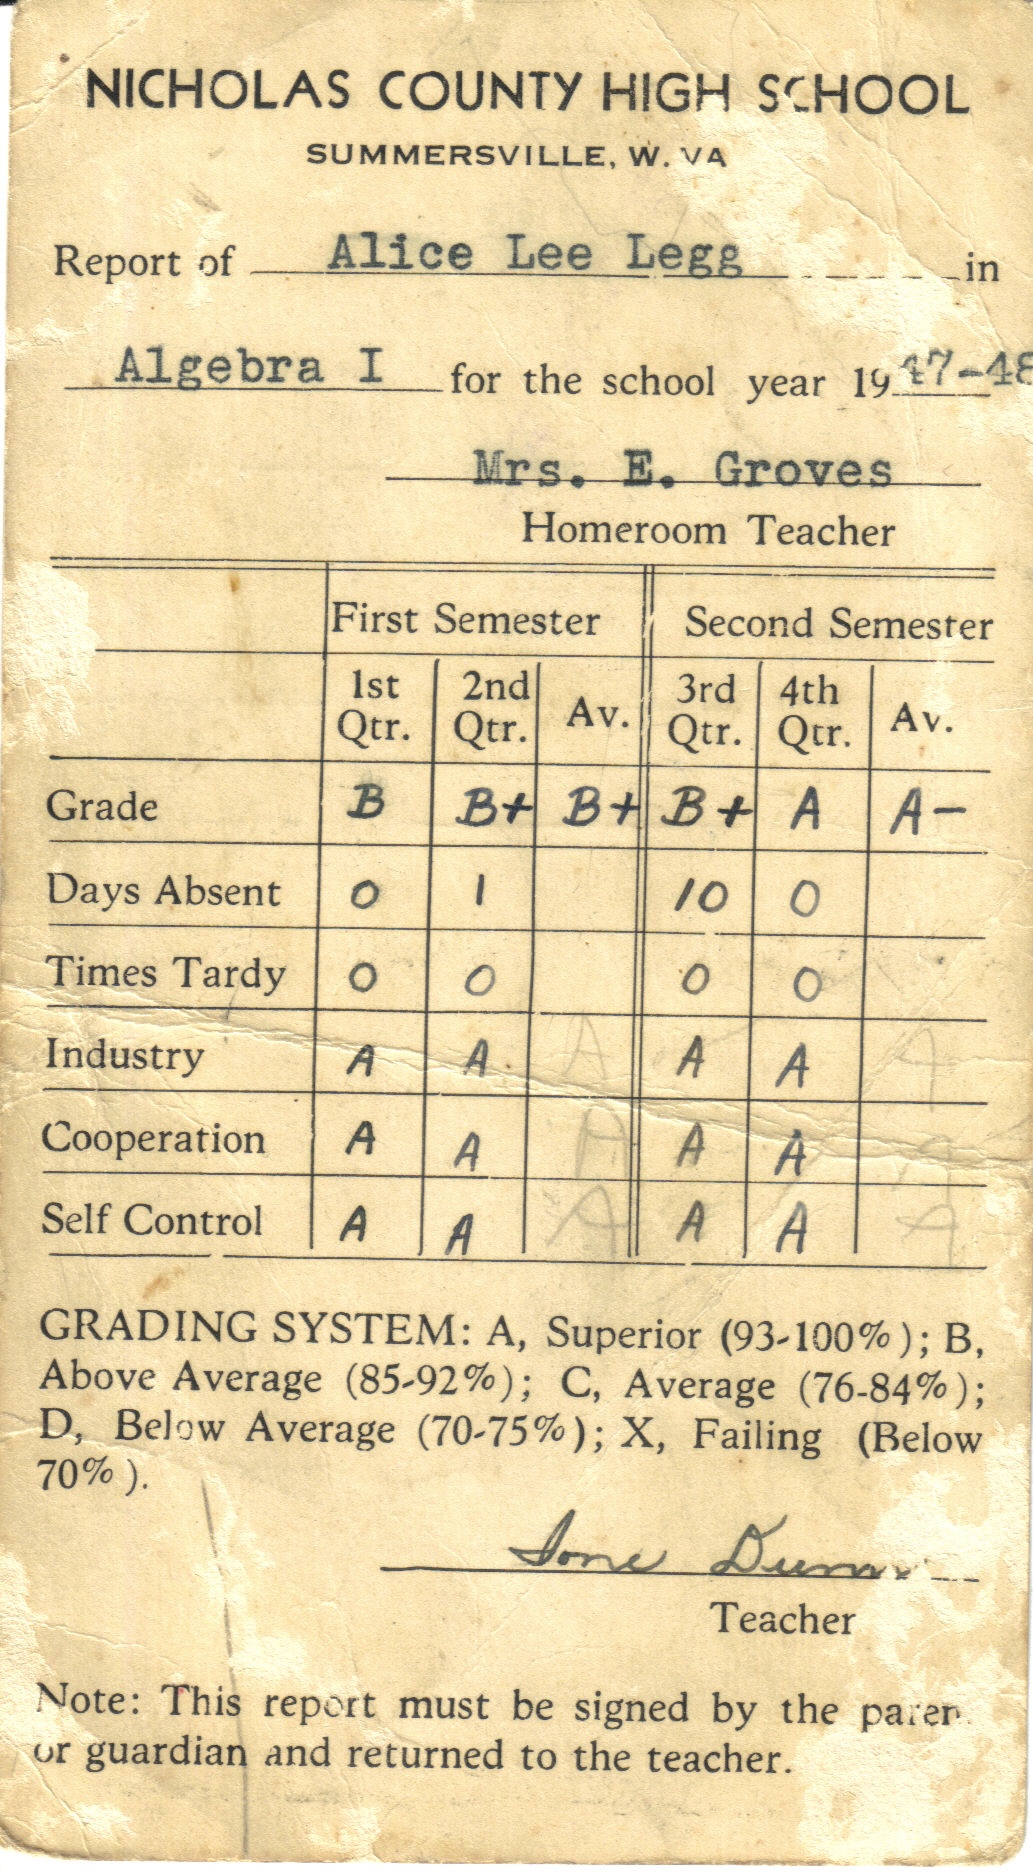 NICHOLAS COUNTY HIGH SCHOOL
SUMMERSVILLE, W. VA
Report of Alice Lee Legg in
Algebra I for the school year 1947-48
Mrs. E. Groves
Homeroom Teacher
First Semester Second Semester
1st Qtr. 2nd Qtr. Av. 3rd Qtr. 4th Qtr. Av.
Grade B B+ B+ B+ A A-
Days Absent 0 1 10 0
Times Tardy 0 0 0 0
Industry A A A A A A
Cooperation A A A A A A
Self Control A A A A A A
GRADING SYSTEM: A, Superior (93-100%); B,
Above Average (85-92%); C, Average (76-84%);
D, Below Average (70-75%); X, Failing (Below
70%).
Ione
Teacher
Note: This report must be signed by the paren
or guardian and returned to the teacher.